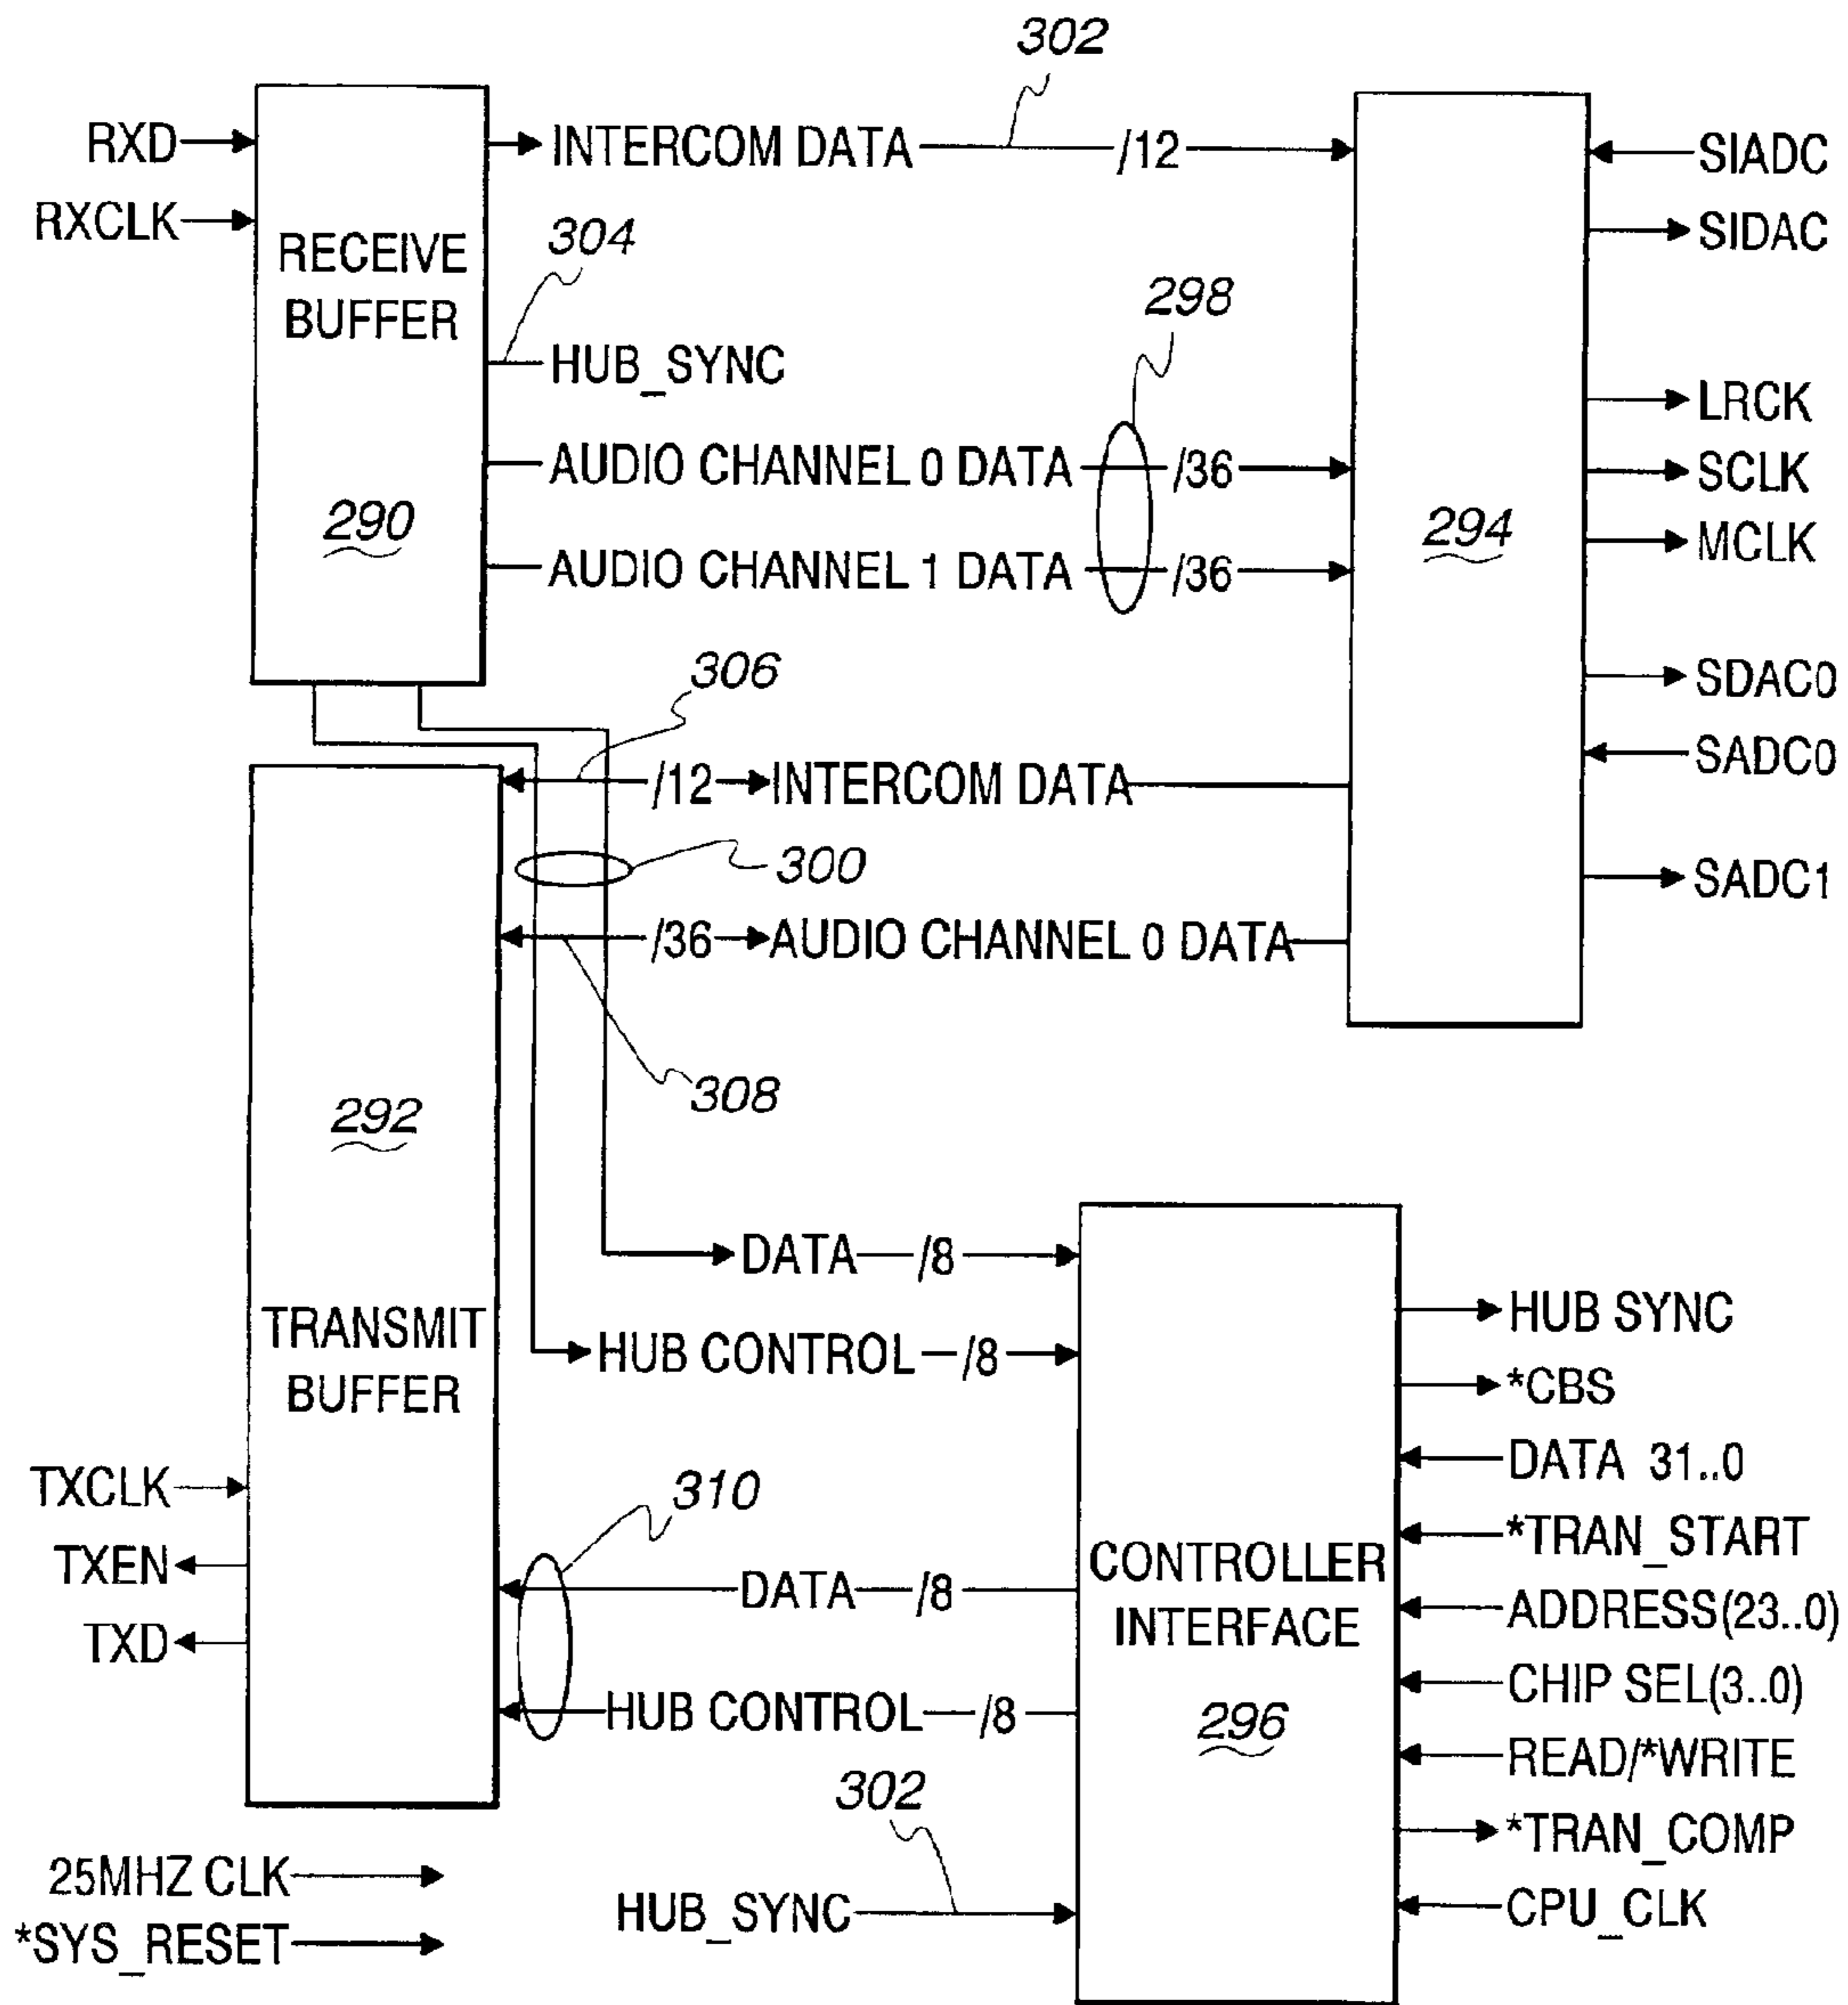 302
RXD
INTERCOM DATA /12
SIADC
RXCLK
SIDAC
RECEIVE
BUFFER
304
298
HUB_SYNC
LRCK
AUDIO CHANNEL 0 DATA /36
SCLK
290
294
MCLK
AUDIO CHANNEL 1 DATA /36
306
SDAC0
/12 INTERCOM DATA
SADC0
300
SADC1
/36 AUDIO CHANNEL 0 DATA
308
292
DATA /8
HUB SYNC
TRANSMIT
BUFFER
HUB CONTROL /8
*CBS
DATA 31..0
TXCLK
310
*TRAN_START
TXEN
DATA /8
CONTROLLER
INTERFACE
ADDRESS(23..0)
TXD
CHIP SEL(3..0)
HUB CONTROL /8
296
READ/*WRITE
302
*TRAN_COMP
25MHZ CLK
HUB_SYNC
CPU_CLK
*SYS_RESET